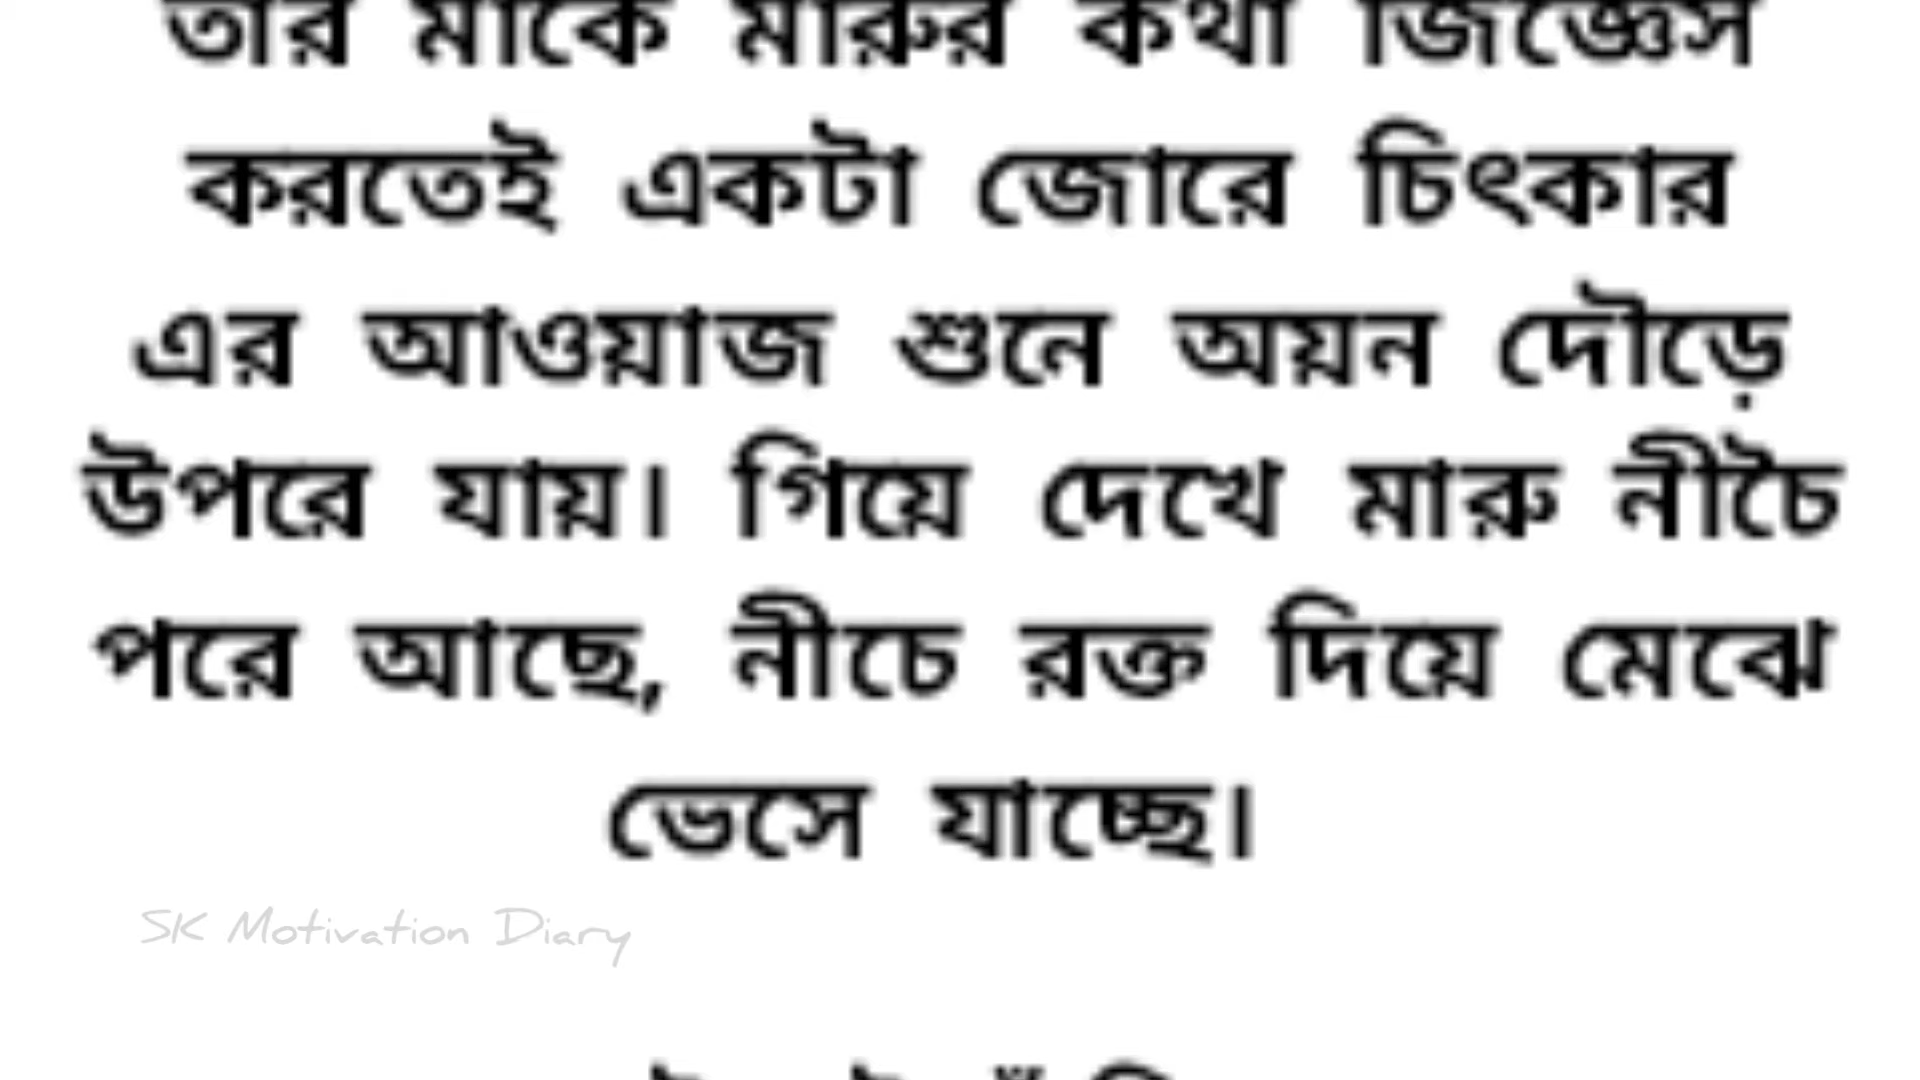 তার মাকে মারুর কথা জিজ্ঞেস
করতেই একটা জোরে চিৎকার
এর আওয়াজ শুনে অয়ন দৌড়ে
উপরে যায়। গিয়ে দেখে মারু নীচৈ
পরে আছে, নীচে রক্ত দিয়ে মেঝে
ভেসে যাচ্ছে।
SK Motivation Diary